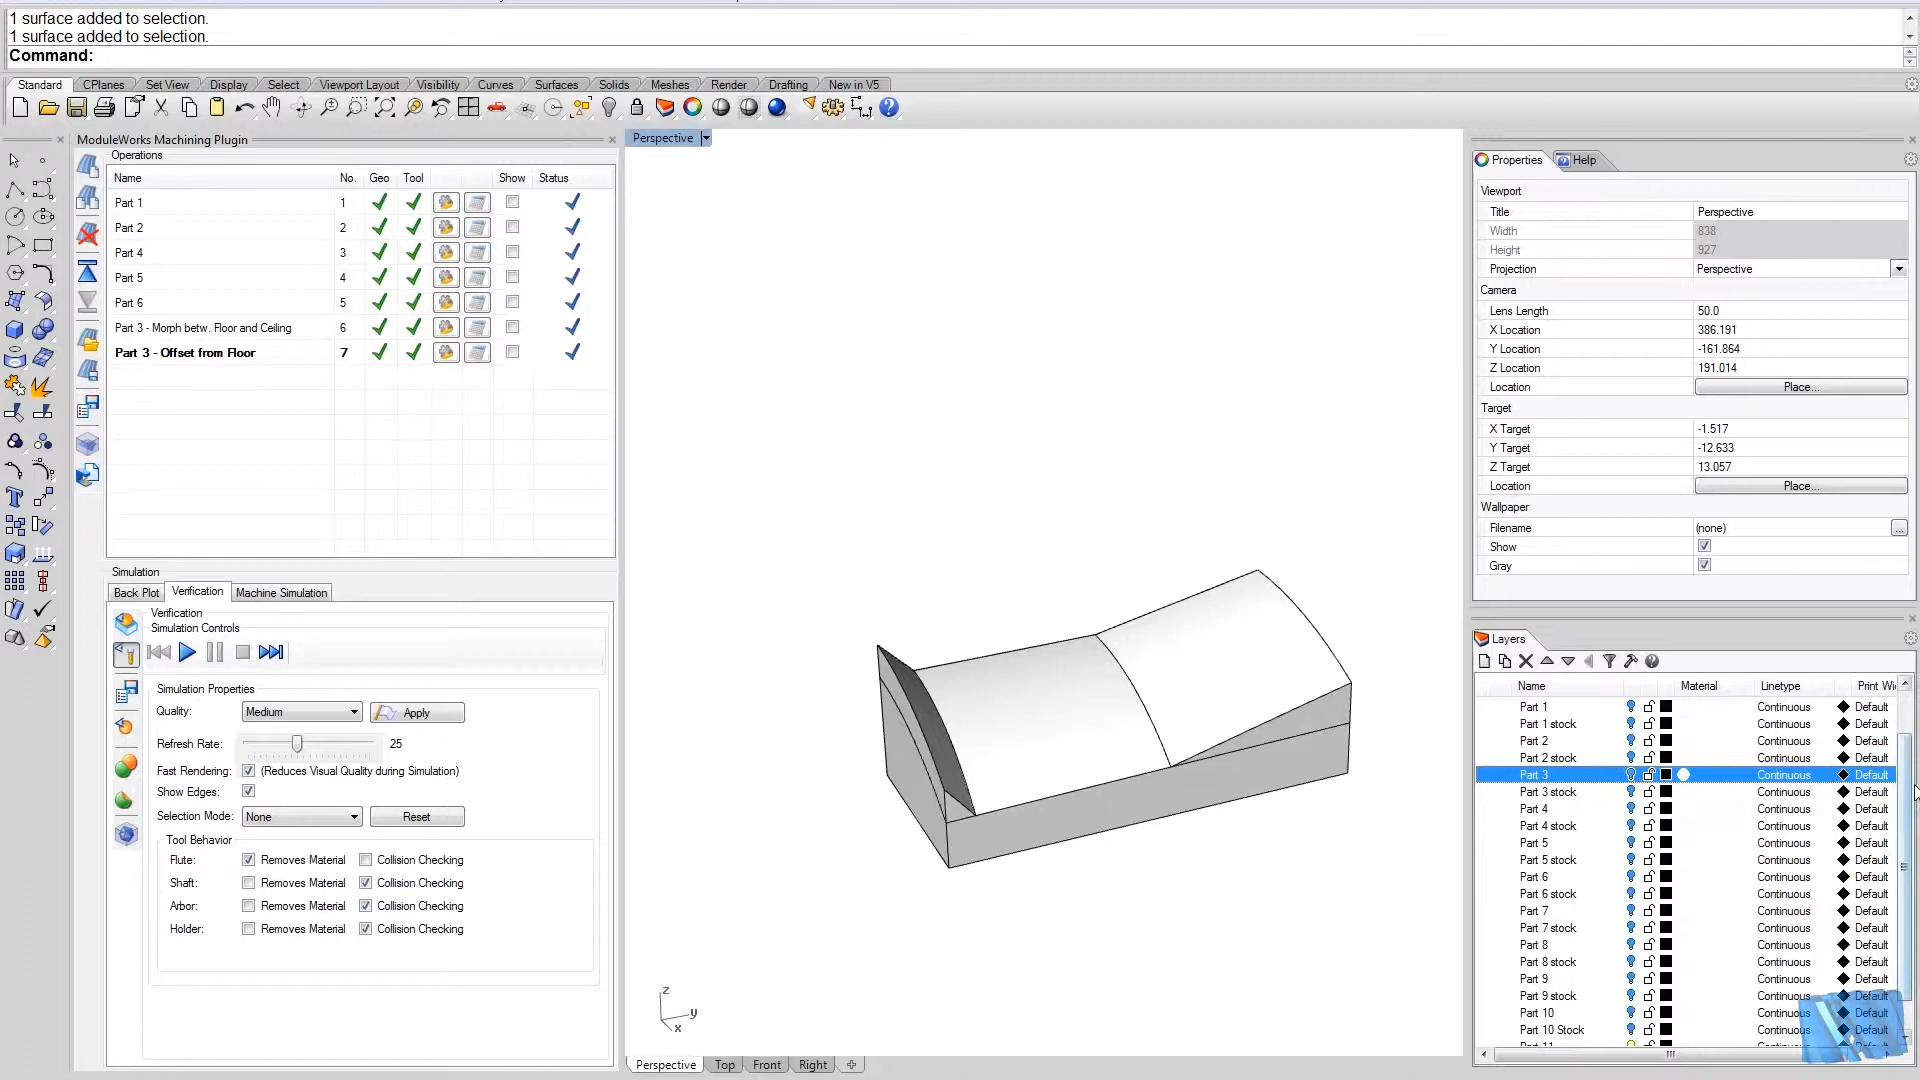 1 surface added to selection.
1 surface added to selection.
Command:
Standard CPlanes Set View Display Select Viewport Layout Visibility Curves Surfaces Solids Meshes Render Drafting New in V5
ModuleWorks Machining Plugin
Operations
Name No. Geo Tool Show Status
Part 1 1
Part 2 2
Part 4 3
Part 5 4
Part 6 5
Part 3 - Morph betw. Floor and Ceiling 6
Part 3 - Offset from Floor 7
Simulation
Back Plot Verification Machine Simulation
Verification
Simulation Controls
Simulation Properties
Quality: Medium Apply
Refresh Rate: 25
Fast Rendering: (Reduces Visual Quality during Simulation)
Show Edges:
Selection Mode: None Reset
Tool Behavior
Flute: Removes Material Collision Checking
Shaft: Removes Material Collision Checking
Arbor: Removes Material Collision Checking
Holder: Removes Material Collision Checking
Perspective
z
y
x
Perspective Top Front Right
Properties Help
Viewport
Title Perspective
Width 838
Height 927
Projection Perspective
Camera
Lens Length 50.0
X Location 386.191
Y Location -161.864
Z Location 191.014
Location Place...
Target
X Target -1.517
Y Target -12.633
Z Target 13.057
Location Place...
Wallpaper
Filename (none) ...
Show
Gray
Layers
Name Material Linetype Print Wi
Part 1 Continuous Default
Part 1 stock Continuous Default
Part 2 Continuous Default
Part 2 stock Continuous Default
Part 3 Continuous Default
Part 3 stock Continuous Default
Part 4 Continuous Default
Part 4 stock Continuous Default
Part 5 Continuous Default
Part 5 stock Continuous Default
Part 6 Continuous Default
Part 6 stock Continuous Default
Part 7 Continuous Default
Part 7 stock Continuous Default
Part 8 Continuous Default
Part 8 stock Continuous Default
Part 9 Continuous Default
Part 9 stock Continuous Default
Part 10 Continuous Default
Part 10 Stock Continuous Default